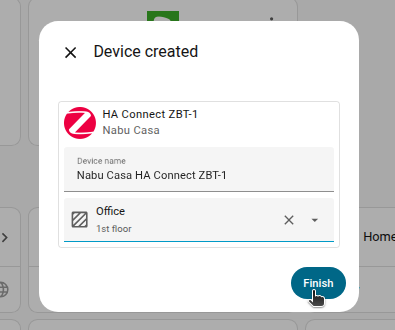 Device created
HA Connect ZBT-1
Nabu Casa
Device name
Nabu Casa HA Connect ZBT-1
Office
1st floor
Home
Finish